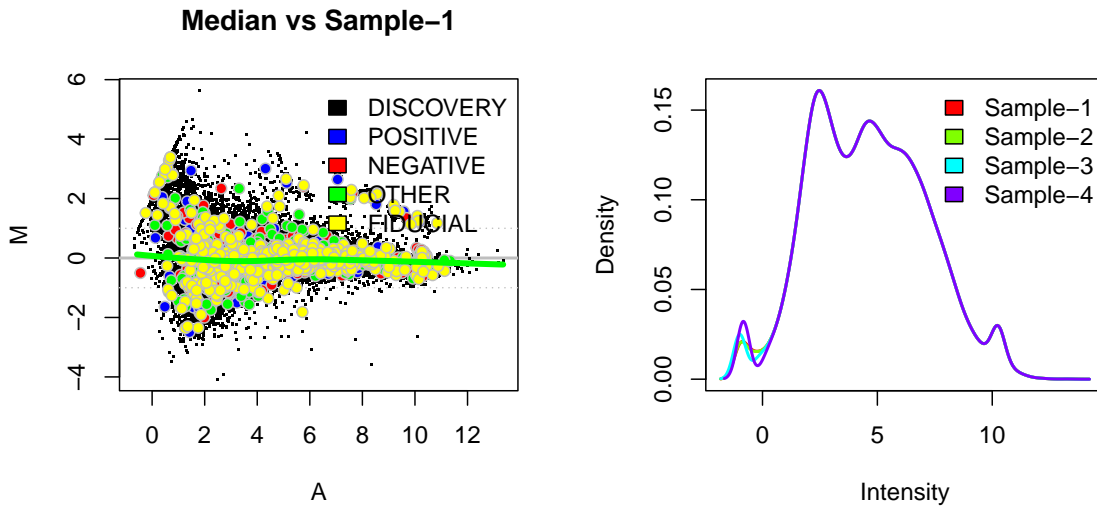 Median vs Sample−1
M
6
4
2
0
−2
−4
DISCOVERY
POSITIVE
NEGATIVE
OTHER
FIDUCIAL
0 2 4 6 8 10 12
A
Density
0.15
0.10
0.05
0.00
Sample−1
Sample−2
Sample−3
Sample−4
0 5 10
Intensity